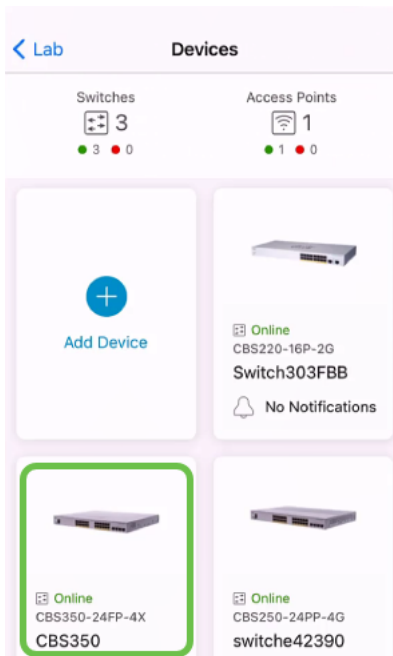 Lab
Devices
Switches
Access Points
3
1
3 0
1 0
Add Device
Online
CBS220-16P-2G
Switch303FBB
No Notifications
Online
CBS350-24FP-4X
CBS350
Online
CBS250-24PP-4G
switche42390